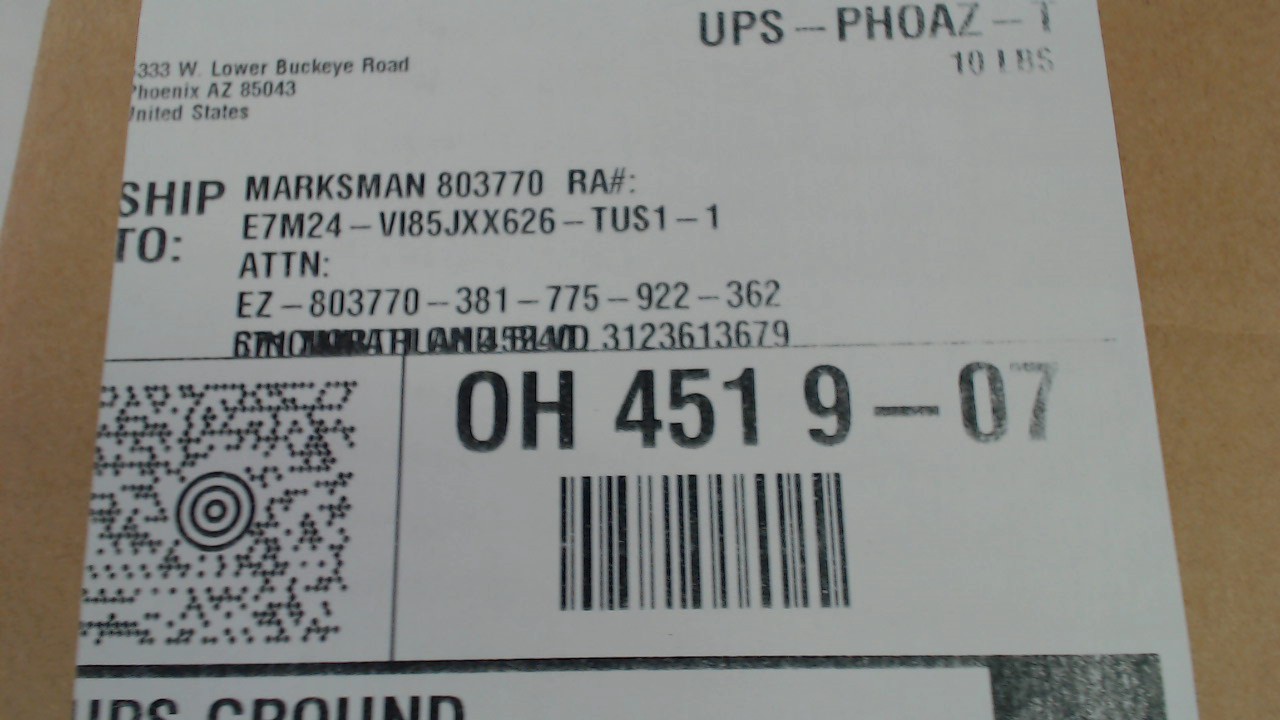 UPS - PHOAZ - T
10 LBS
333 W. Lower Buckeye Road
Phoenix AZ 85043
United States
SHIP TO:
MARKSMAN 803770 RA#:
E7M24 - VI85JXX626 - TUS1 - 1
ATTN:
EZ - 803770 - 381 - 775 - 922 - 362
3123613679
OH 451 9 - 07
UPS GROUND